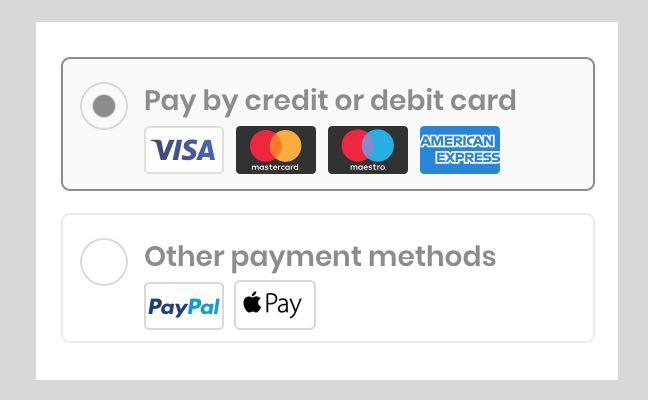 Pay by credit or debit card
VISA mastercard. maestro. AMERICAN EXPRESS
Other payment methods
PayPal Pay